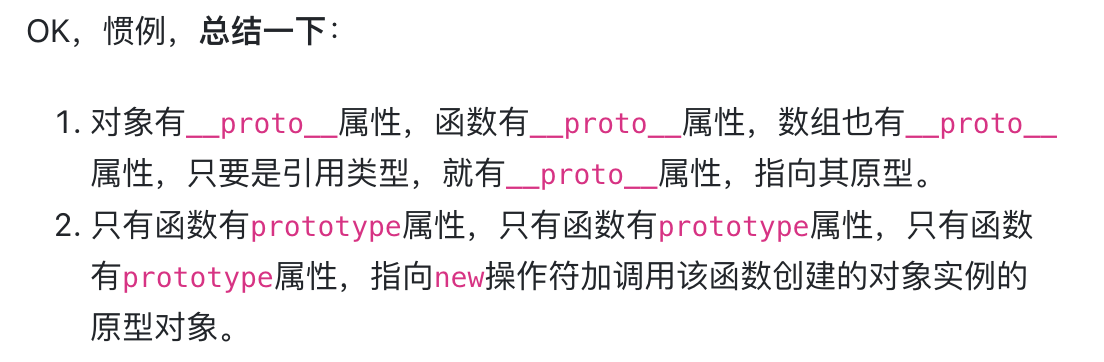 OK，惯例，总结一下：
1. 对象有__proto__属性，函数有__proto__属性，数组也有__proto__
属性，只要是引用类型，就有__proto__属性，指向其原型。
2. 只有函数有prototype属性，只有函数有prototype属性，只有函数
有prototype属性，指向new操作符加调用该函数创建的对象实例的
原型对象。